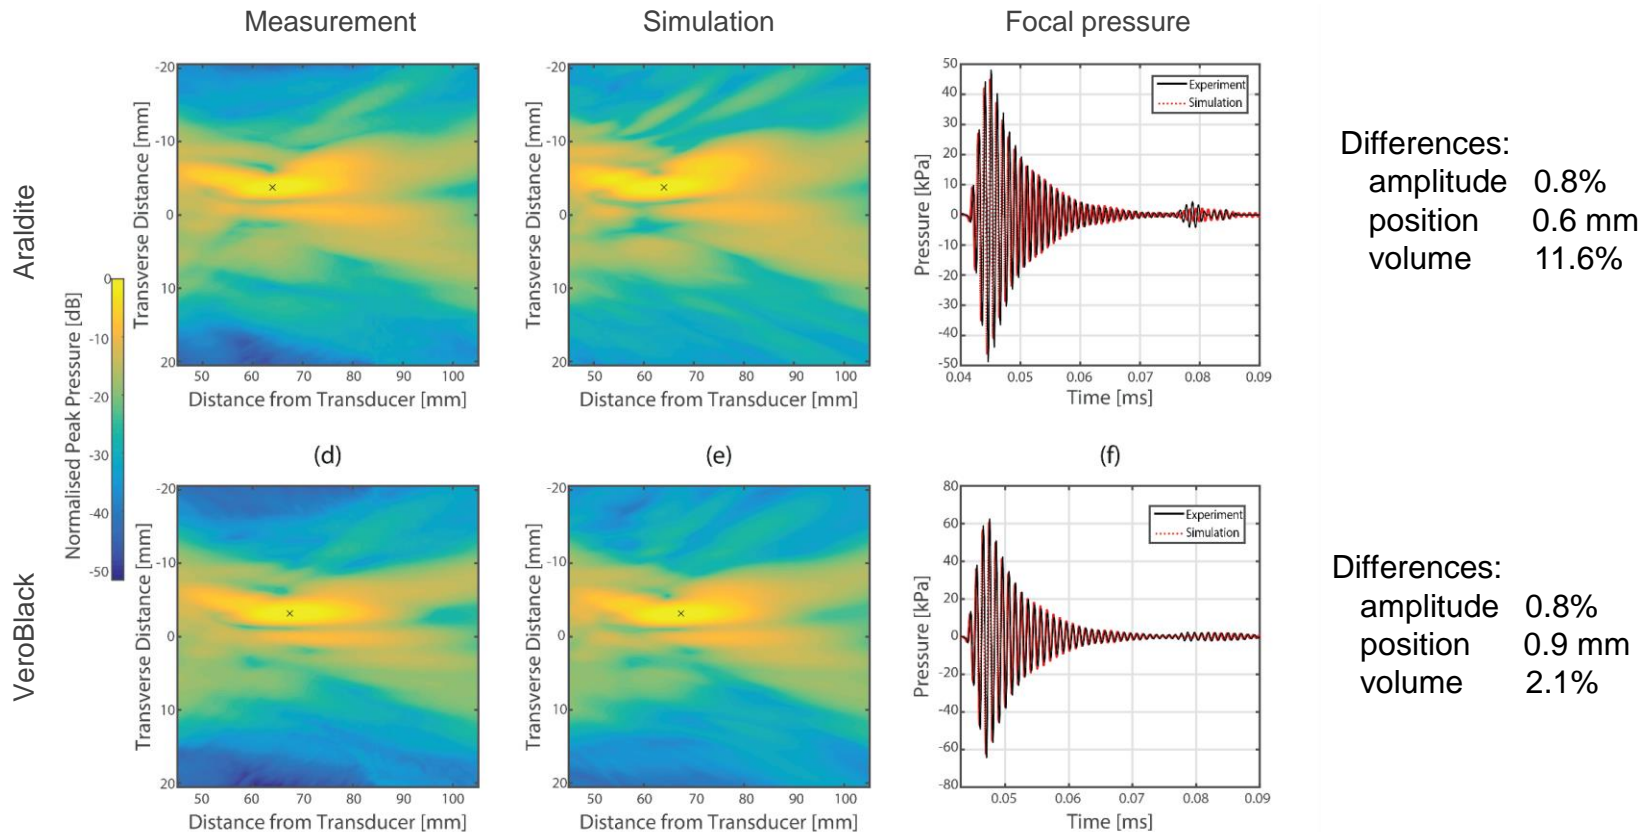 Measurement
Simulation
Focal pressure
Araldite
Normalised Peak Pressure [dB]
0
-10
-20
-30
-40
-50
Transverse Distance [mm]
-20
-10
0
10
20
50 60 70 80 90 100
Distance from Transducer [mm]
Transverse Distance [mm]
-20
-10
0
10
20
50 60 70 80 90 100
Distance from Transducer [mm]
Pressure [kPa]
50
40
30
20
10
0
-10
-20
-30
-40
-50
0.04 0.05 0.06 0.07 0.08 0.09
Time [ms]
Experiment
Simulation
Differences:
amplitude 0.8%
position 0.6 mm
volume 11.6%
(d)
(e)
(f)
VeroBlack
Transverse Distance [mm]
-20
-10
0
10
20
50 60 70 80 90 100
Distance from Transducer [mm]
Transverse Distance [mm]
-20
-10
0
10
20
50 60 70 80 90 100
Distance from Transducer [mm]
Pressure [kPa]
80
60
40
20
0
-20
-40
-60
-80
0.05 0.06 0.07 0.08 0.09
Time [ms]
Experiment
Simulation
Differences:
amplitude 0.8%
position 0.9 mm
volume 2.1%